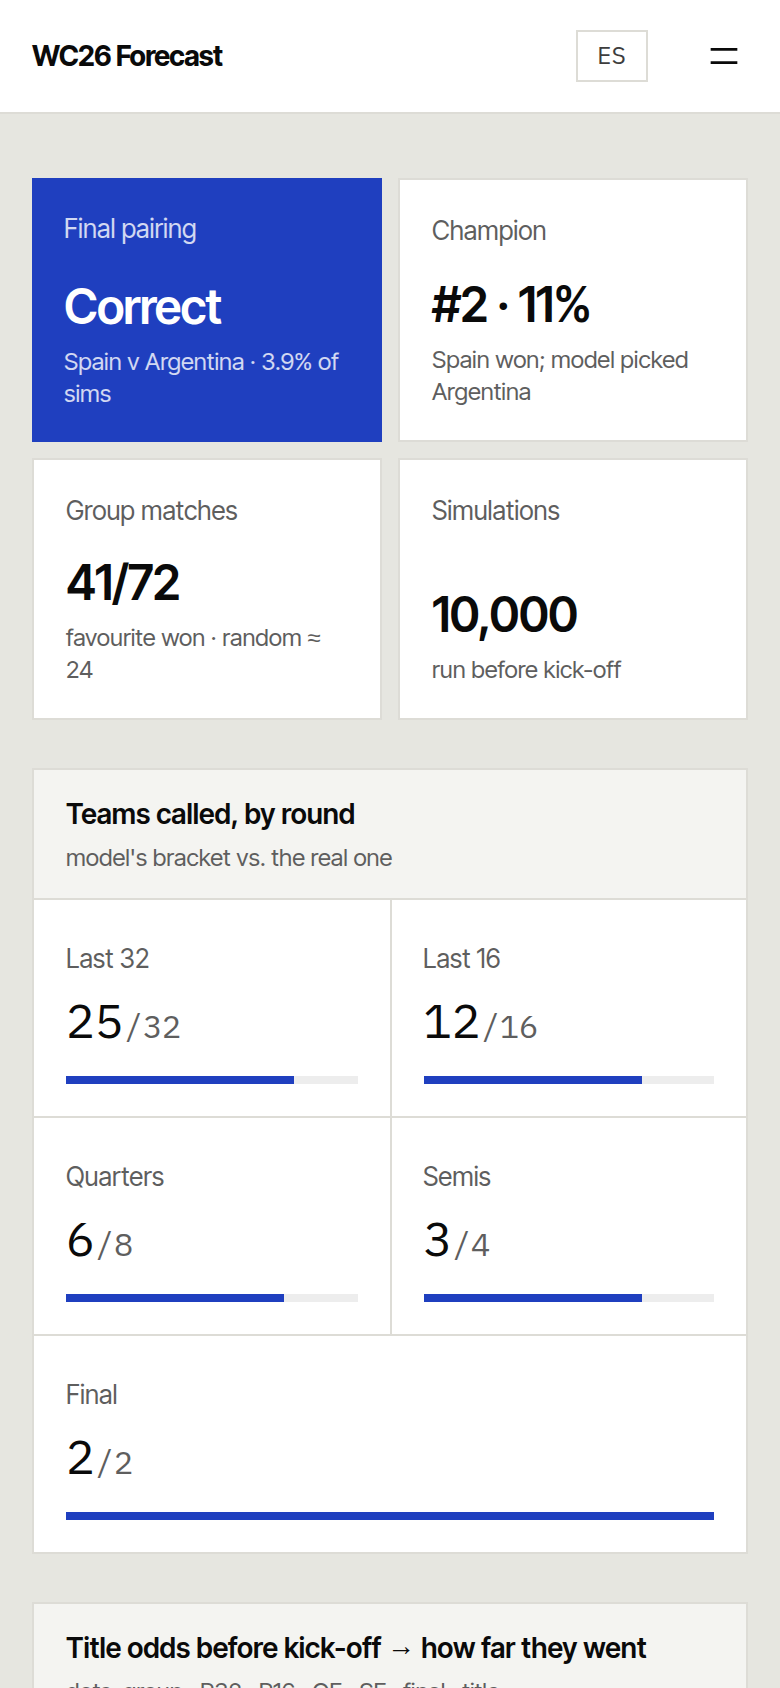 WC26 Forecast
ES
Final pairing
Correct
Spain v Argentina · 3.9% of
sims
Champion
#2 · 11%
Spain won; model picked
Argentina
Group matches
41/72
favourite won · random ≈
24
Simulations
10,000
run before kick-off
Teams called, by round
model's bracket vs. the real one
Last 32
25/32
Last 16
12/16
Quarters
6/8
Semis
3/4
Final
2/2
Title odds before kick-off → how far they went